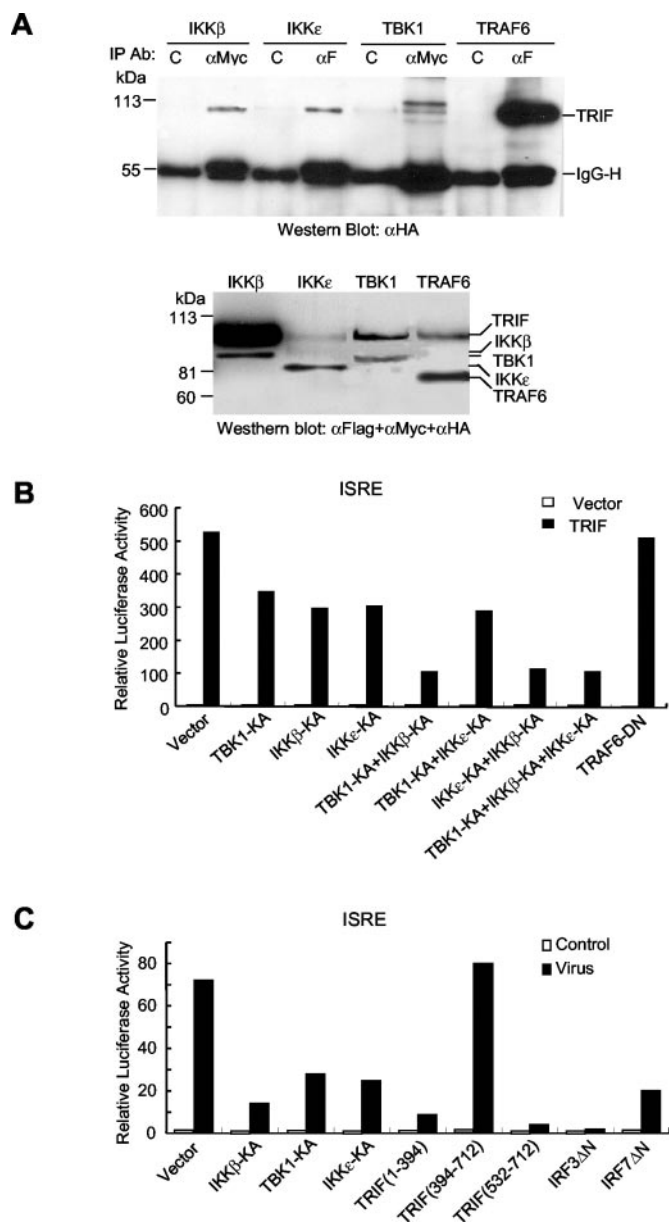 A
IKKβ IKKε TBK1 TRAF6
IP Ab: C αMyc C αF C αMyc C αF
kDa
113
TRIF
55
IgG-H
Western Blot: αHA
IKKβ IKKε TBK1 TRAF6
kDa
113
TRIF
IKKβ
TBK1
81
IKKε
60
TRAF6
Westhern blot: αFlag+αMyc+αHA
B
ISRE
Vector
TRIF
Relative Luciferase Activity
600
500
400
300
200
100
0
Vector
TBK1-KA
IKKβ-KA
IKKε-KA
TBK1-KA+IKKβ-KA
TBK1-KA+IKKε-KA
IKKε-KA+IKKβ-KA
TBK1-KA+IKKβ-KA+IKKε-KA
TRAF6-DN
C
ISRE
Control
Virus
Relative Luciferase Activity
80
60
40
20
0
Vector
IKKβ-KA
TBK1-KA
IKKε-KA
TRIF(1-394)
TRIF(394-712)
TRIF(532-712)
IRF3ΔN
IRF7ΔN